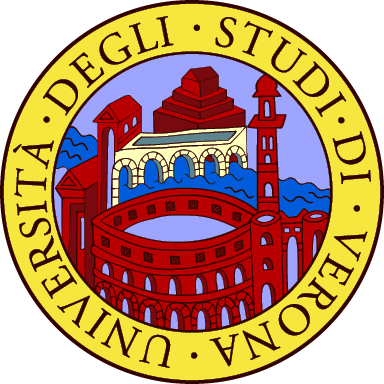 · UNIVERSITÀ · DEGLI · STUDI · DI · VERONA